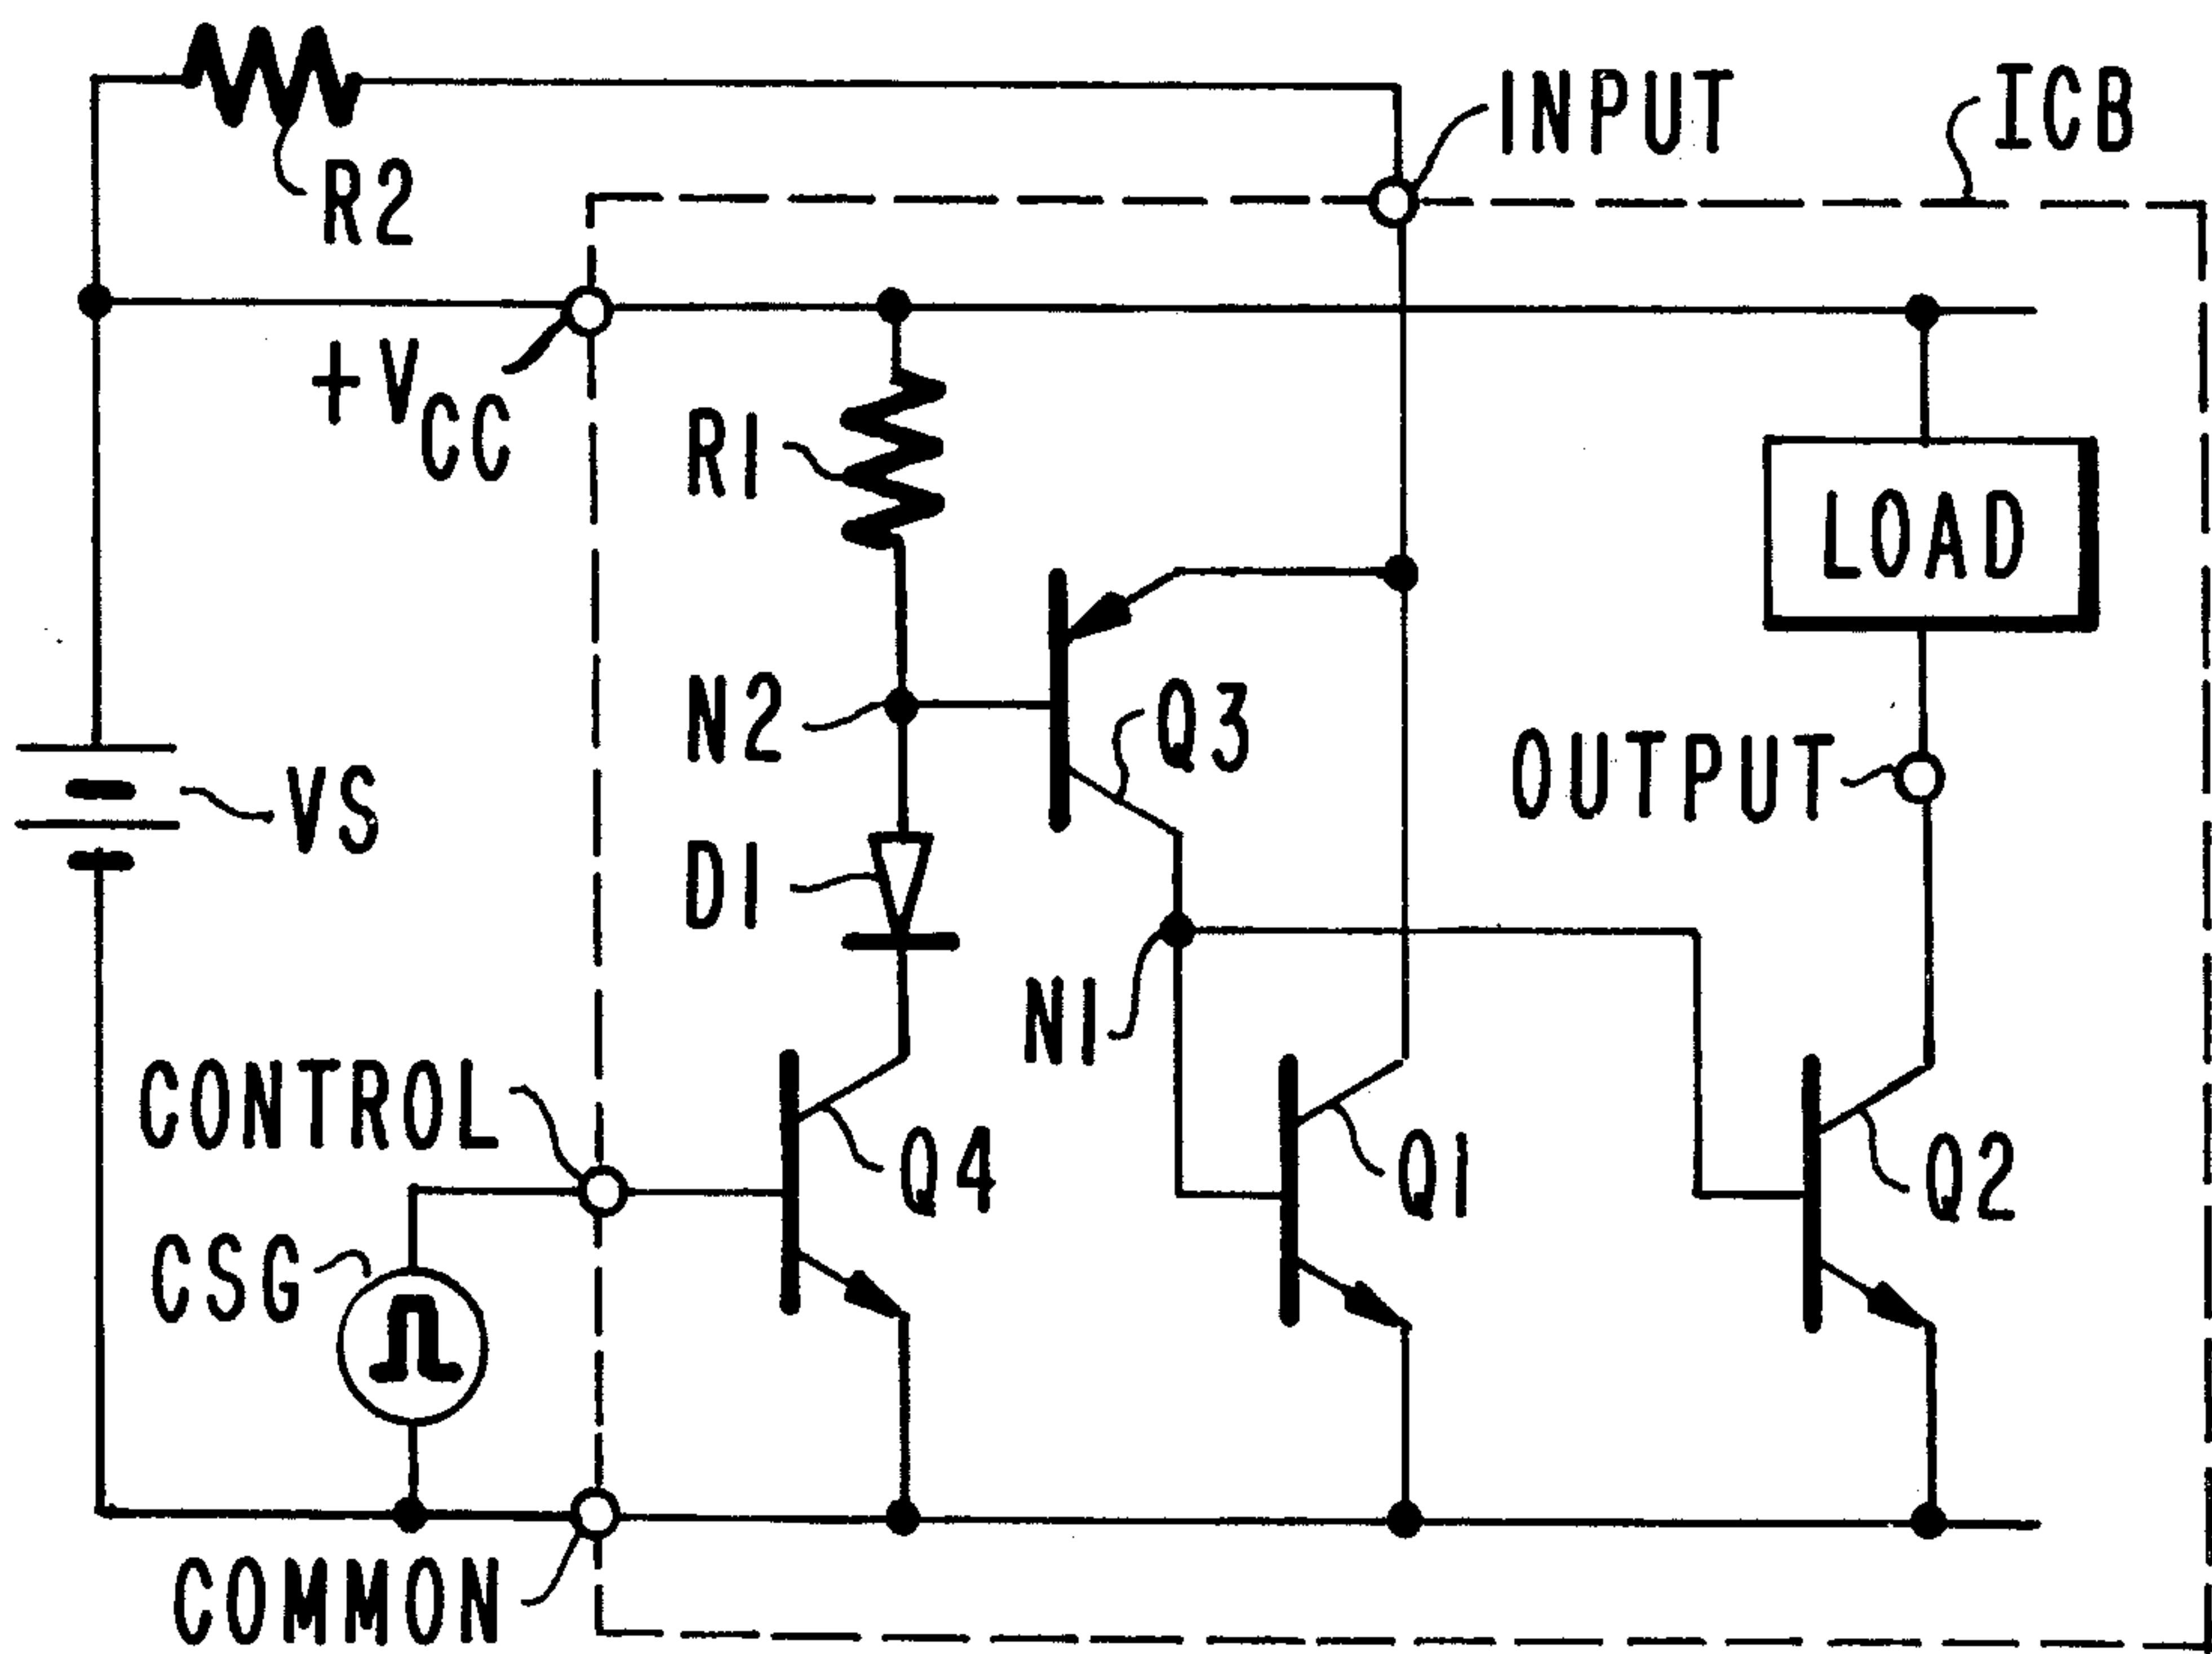 INPUT
ICB
R2
+VCC
R1
LOAD
N2
Q3
OUTPUT
VS
D1
N1
CONTROL
Q4
Q1
Q2
CSG
COMMON